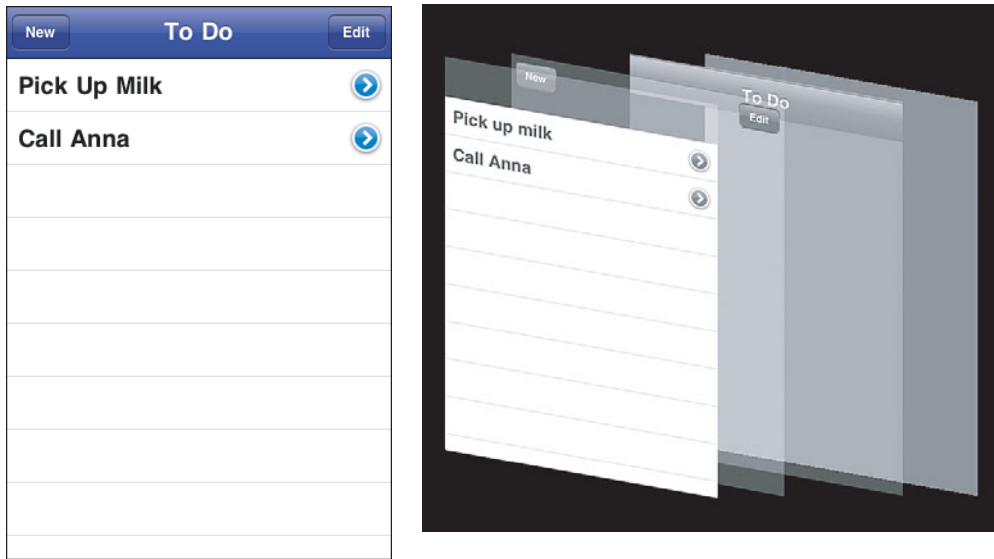 New To Do Edit
Pick Up Milk
Call Anna
New
To Do
Edit
Pick up milk
Call Anna